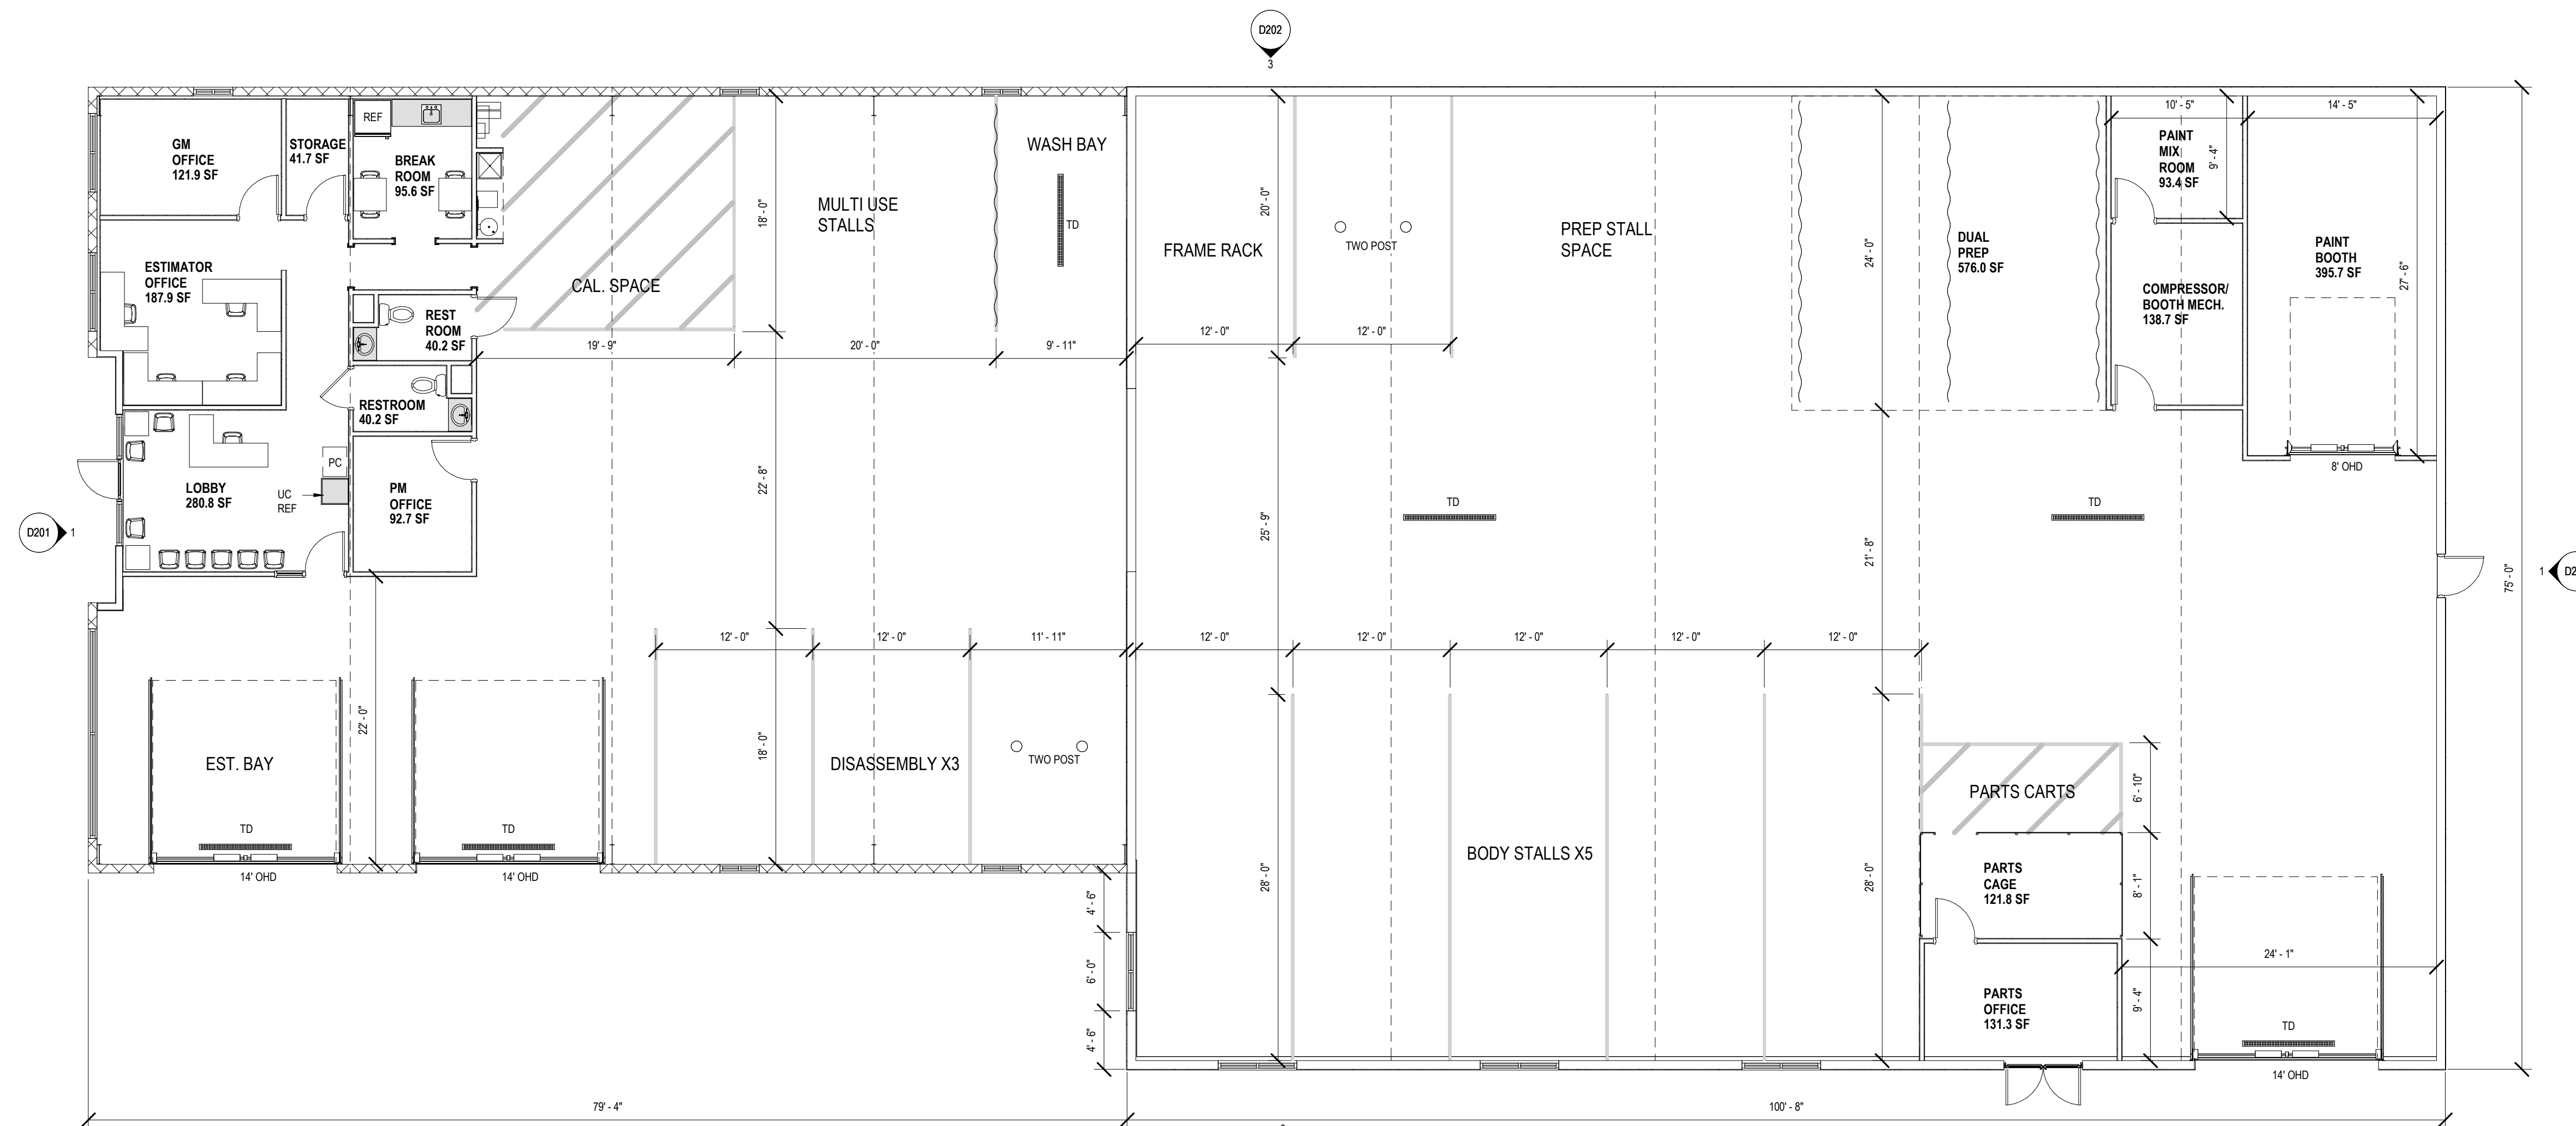 D202
3
GM
OFFICE
121.9 SF
STORAGE
41.7 SF
REF
BREAK
ROOM
95.6 SF
ESTIMATOR
OFFICE
187.9 SF
REST
ROOM
40.2 SF
RESTROOM
40.2 SF
LOBBY
280.8 SF
UC
REF
PC
PM
OFFICE
92.7 SF
D201
1
CAL. SPACE
18' - 0"
MULTI USE
STALLS
WASH BAY
TD
19' - 9"
20' - 0"
9' - 11"
22' - 8"
12' - 0"
12' - 0"
11' - 11"
18' - 0"
22' - 0"
EST. BAY
TD
14' OHD
TD
14' OHD
DISASSEMBLY X3
TWO POST
FRAME RACK
20' - 0"
TWO POST
12' - 0"
12' - 0"
PREP STALL
SPACE
24' - 0"
DUAL
PREP
576.0 SF
10' - 5"
14' - 5"
PAINT
MIX
ROOM
93.4 SF
9' - 4"
COMPRESSOR/
BOOTH MECH.
138.7 SF
PAINT
BOOTH
395.7 SF
27' - 6"
8' OHD
TD
TD
25' - 9"
21' - 8"
75' - 0"
1
D2
12' - 0"
12' - 0"
12' - 0"
12' - 0"
12' - 0"
BODY STALLS X5
28' - 0"
28' - 0"
PARTS CARTS
6' - 10"
PARTS
CAGE
121.8 SF
8' - 1"
PARTS
OFFICE
131.3 SF
9' - 4"
24' - 1"
TD
14' OHD
4' - 6"
6' - 0"
4' - 6"
79' - 4"
100' - 8"